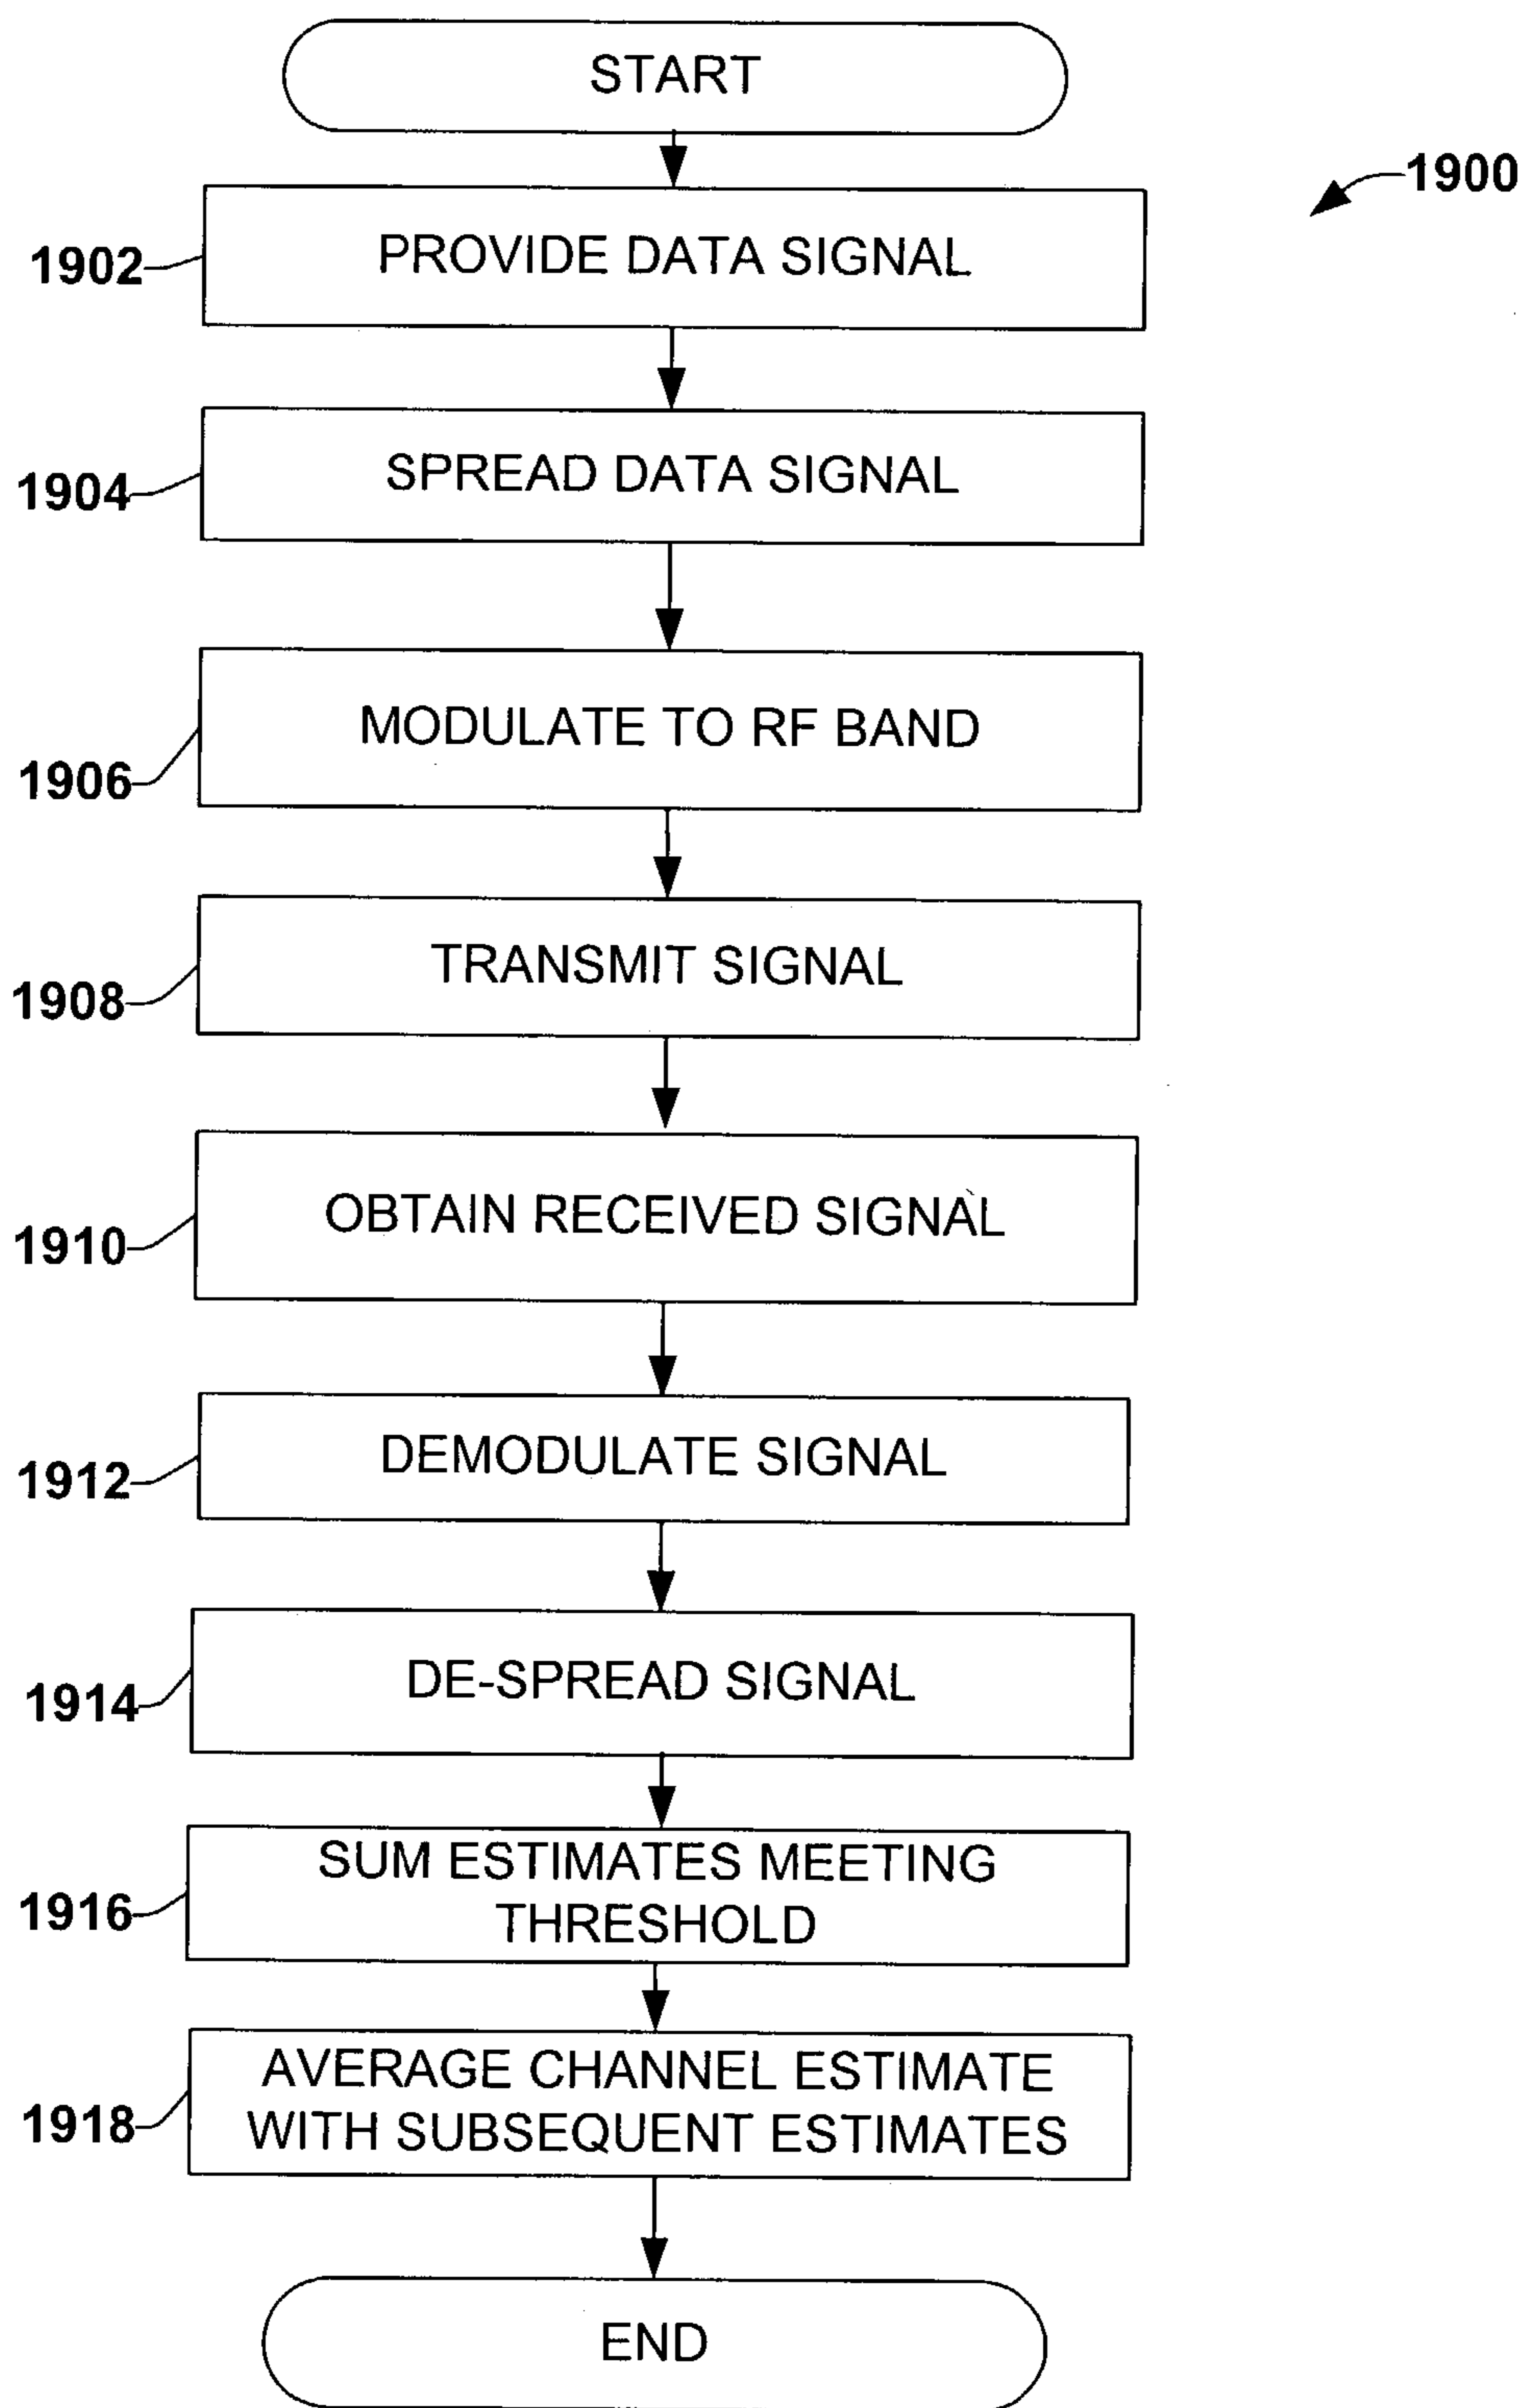 START
1900
1902
PROVIDE DATA SIGNAL
1904
SPREAD DATA SIGNAL
1906
MODULATE TO RF BAND
1908
TRANSMIT SIGNAL
1910
OBTAIN RECEIVED SIGNAL
1912
DEMODULATE SIGNAL
1914
DE-SPREAD SIGNAL
1916
SUM ESTIMATES MEETING
THRESHOLD
1918
AVERAGE CHANNEL ESTIMATE
WITH SUBSEQUENT ESTIMATES
END